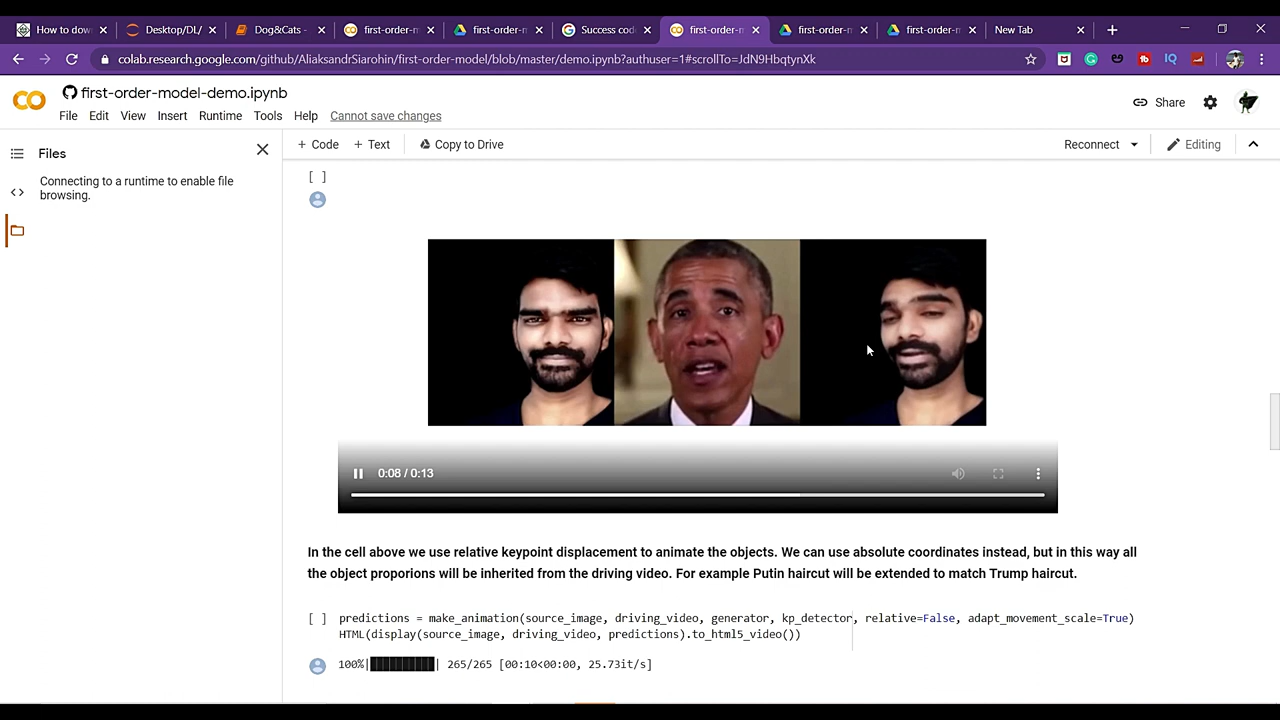 How to dow
Desktop/DL/
Dog&Cats -
first-order-m
first-order-m
Success cod
first-order-m
first-order-m
first-order-m
New Tab
colab.research.google.com/github/AliaksandrSiarohin/first-order-model/blob/master/demo.ipynb?authuser=1#scrollTo=JdN9HbqtynXk
IQ
CO
first-order-model-demo.ipynb
Share
File Edit View Insert Runtime Tools Help Cannot save changes
Files
+ Code + Text Copy to Drive
Reconnect
Editing
Connecting to a runtime to enable file
browsing.
[ ]
0:08 / 0:13
In the cell above we use relative keypoint displacement to animate the objects. We can use absolute coordinates instead, but in this way all
the object proporions will be inherited from the driving video. For example Putin haircut will be extended to match Trump haircut.
[ ] predictions = make_animation(source_image, driving_video, generator, kp_detector, relative=False, adapt_movement_scale=True)
HTML(display(source_image, driving_video, predictions).to_html5_video())
100%|██████████| 265/265 [00:10<00:00, 25.73it/s]